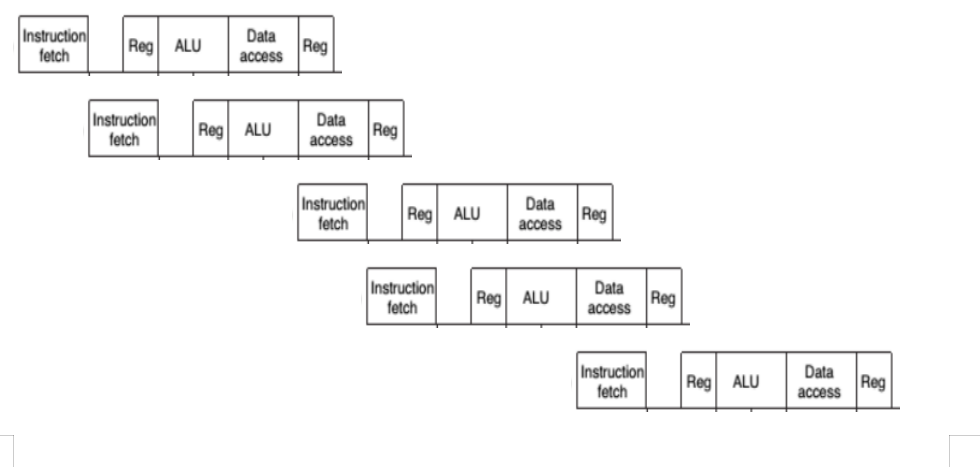 Instruction
fetch
Reg
ALU
Data
access
Reg
Instruction
fetch
Reg
ALU
Data
access
Reg
Instruction
fetch
Reg
ALU
Data
access
Reg
Instruction
fetch
Reg
ALU
Data
access
Reg
Instruction
fetch
Reg
ALU
Data
access
Reg